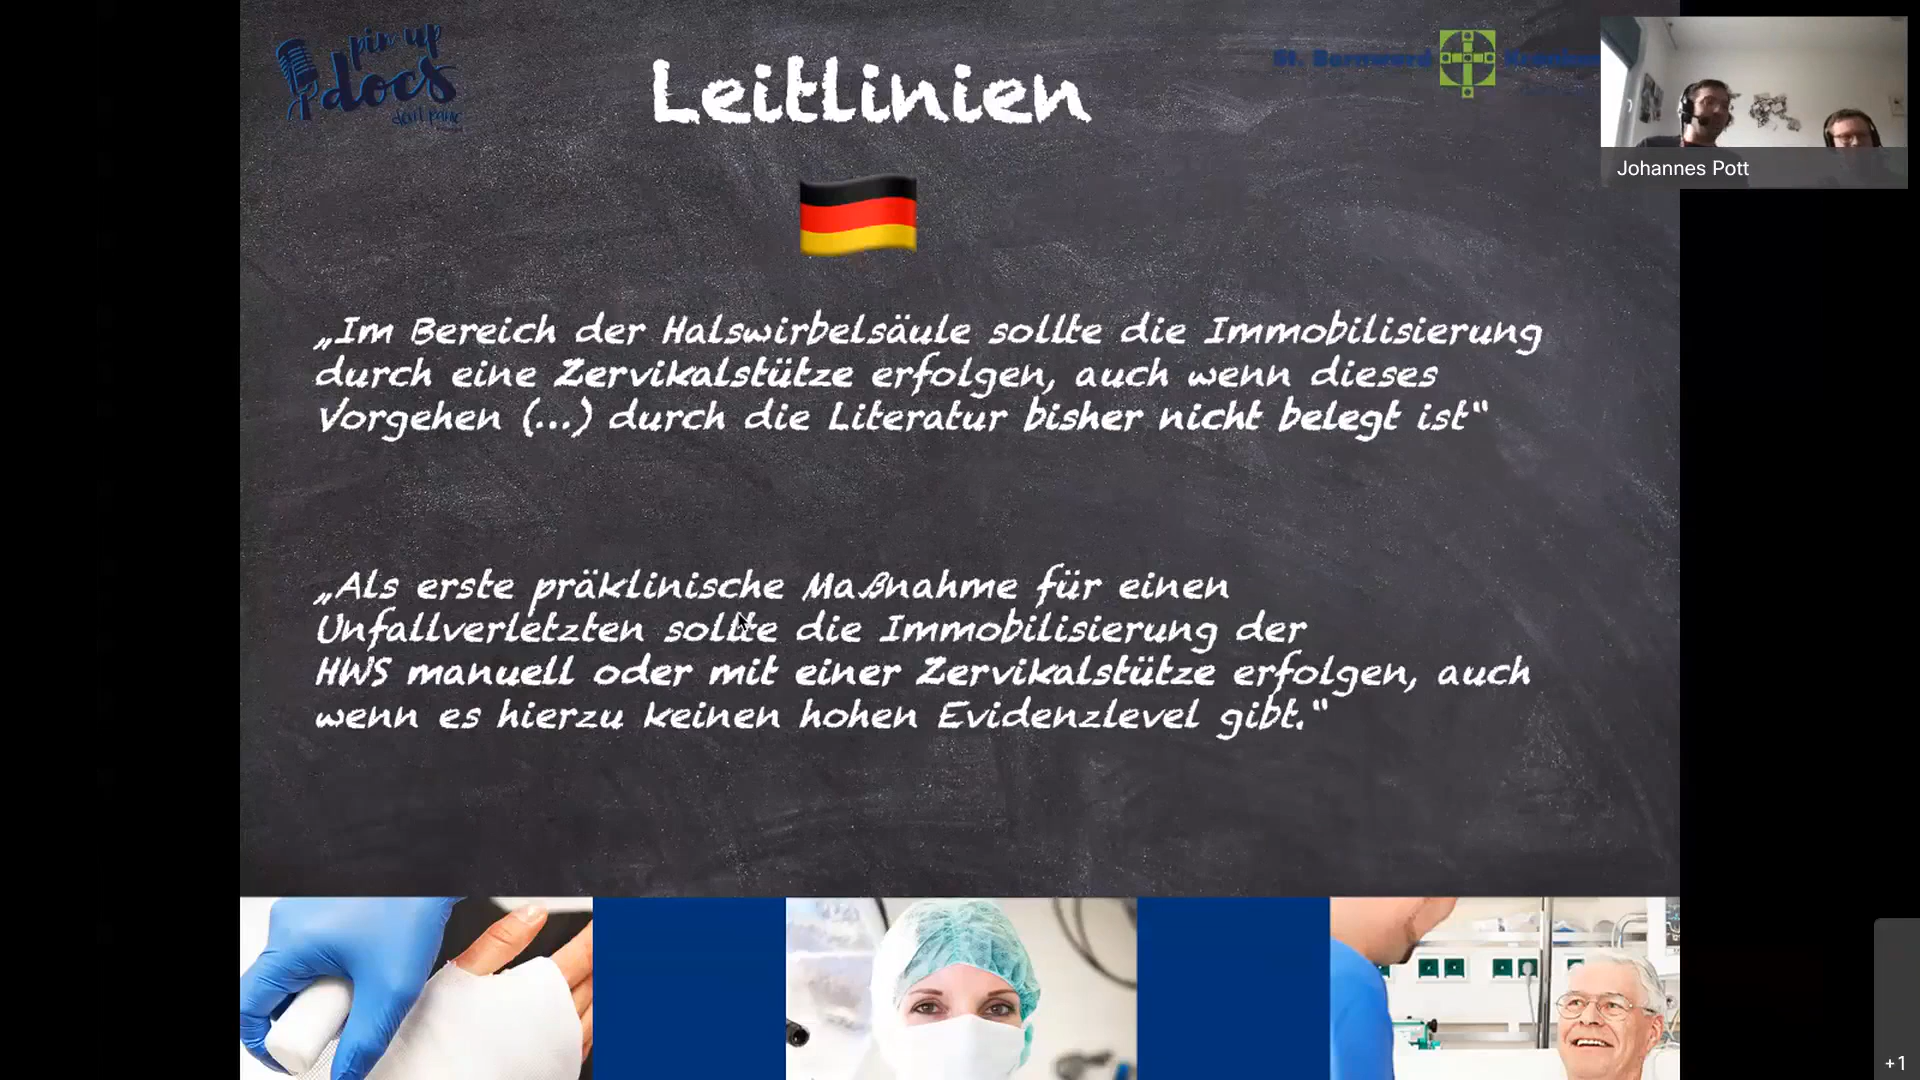 pin up
docs
don't panic
Leitlinien
St. Bernward
Johannes Pott
„Im Bereich der Halswirbelsäule sollte die Immobilisierung
durch eine Zervikalstütze erfolgen, auch wenn dieses
Vorgehen (...) durch die Literatur bisher nicht belegt ist“
„Als erste präklinische Maßnahme für einen
Unfallverletzten sollte die Immobilisierung der
HWS manuell oder mit einer Zervikalstütze erfolgen, auch
wenn es hierzu keinen hohen Evidenzlevel gibt.“
+1